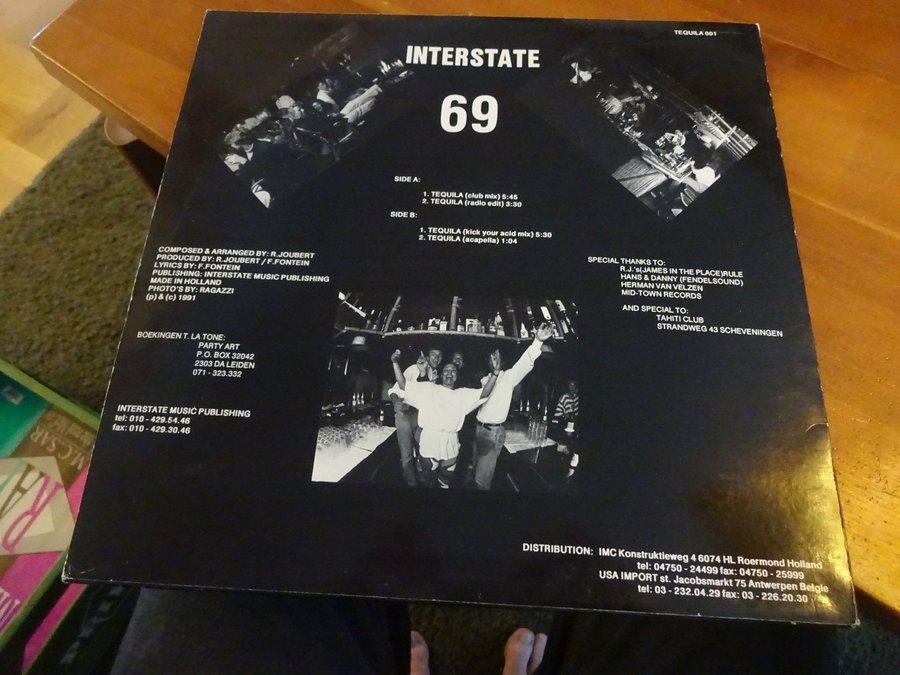 TEQUILA 001
INTERSTATE
69
SIDE A:
1. TEQUILA (club mix) 5:45
2. TEQUILA (radio edit) 3:30
SIDE B:
1. TEQUILA (kick your acid mix) 5:30
2. TEQUILA (acapella) 1:04
COMPOSED & ARRANGED BY: R.JOUBERT
PRODUCED BY: R.JOUBERT / F.FONTEIN
LYRICS BY: F.FONTEIN
PUBLISHING: INTERSTATE MUSIC PUBLISHING
MADE IN HOLLAND
PHOTO'S BY: RAGAZZI
(p) & (c) 1991
BOEKINGEN T. LA TONE:
PARTY ART
P.O. BOX 32042
2303 DA LEIDEN
071 - 323.332
INTERSTATE MUSIC PUBLISHING
tel: 010 - 429.54.46
fax: 010 - 429.30.46
SPECIAL THANKS TO:
R.J.'s(JAMES IN THE PLACE)RULE
HANS & DANNY (FENDELSOUND)
HERMAN VAN VELZEN
MID-TOWN RECORDS
AND SPECIAL TO:
TAHITI CLUB
STRANDWEG 43 SCHEVENINGEN
DISTRIBUTION: IMC Konstruktieweg 4 6074 HL Roermond Holland
tel: 04750 - 24499 fax: 04750 - 25999
USA IMPORT st. Jacobsmarkt 75 Antwerpen Belgie
tel: 03 - 232.04.29 fax: 03 - 226.20.30
M.C.SAR